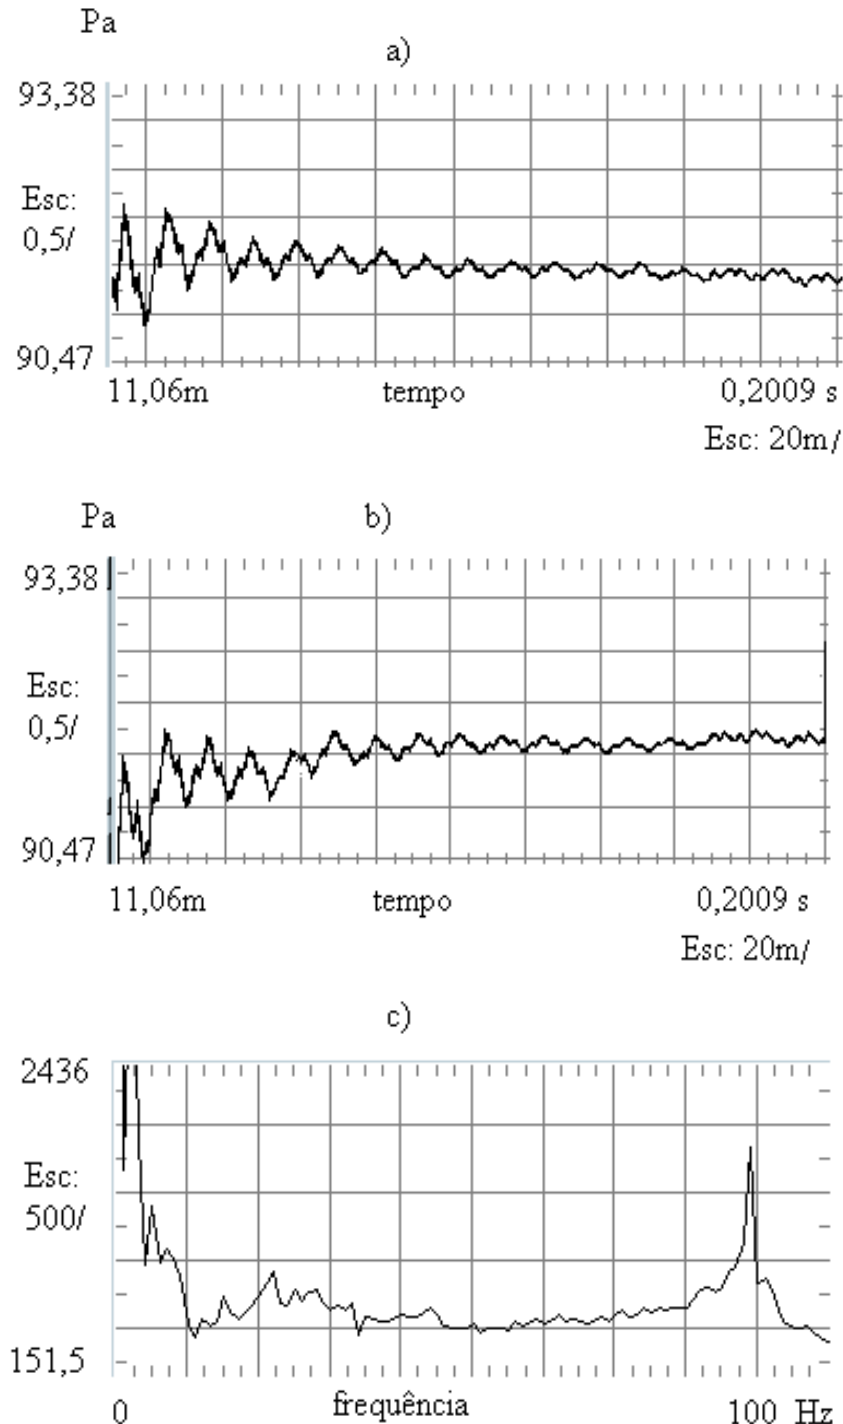 Pa
a)
93,38
Esc:
0,5/
90,47
11,06m tempo 0,2009 s
Esc: 20m/
Pa b)
93,38
Esc:
0,5/
90,47
11,06m tempo 0,2009 s
Esc: 20m/
c)
2436
Esc:
500/
151,5
0 frequência 100 Hz